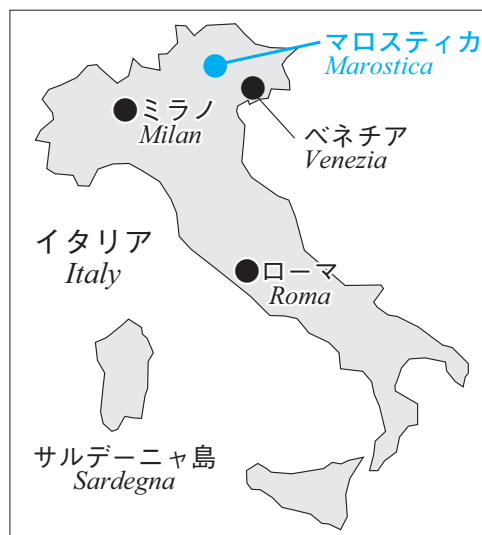 マロスティカ
Marostica
ミラノ
Milan
ベネチア
Venezia
イタリア
Italy
ローマ
Roma
サルデーニャ島
Sardegna